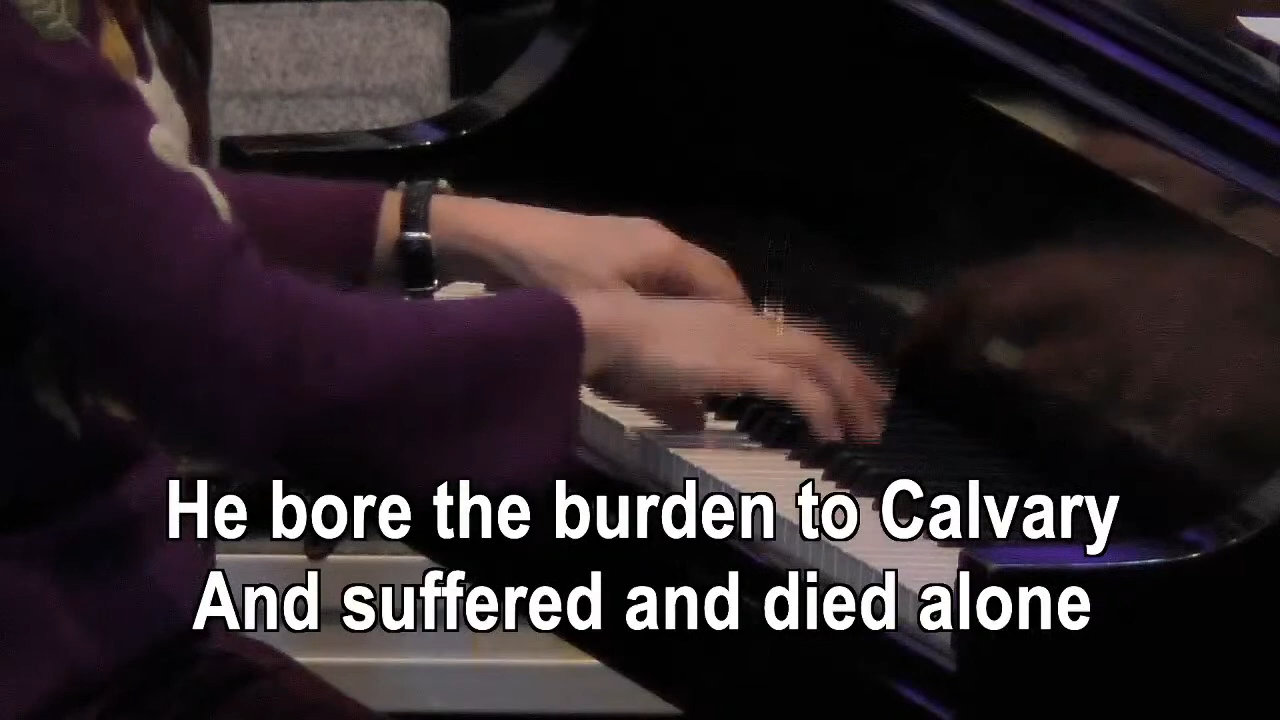 He bore the burden to Calvary
And suffered and died alone